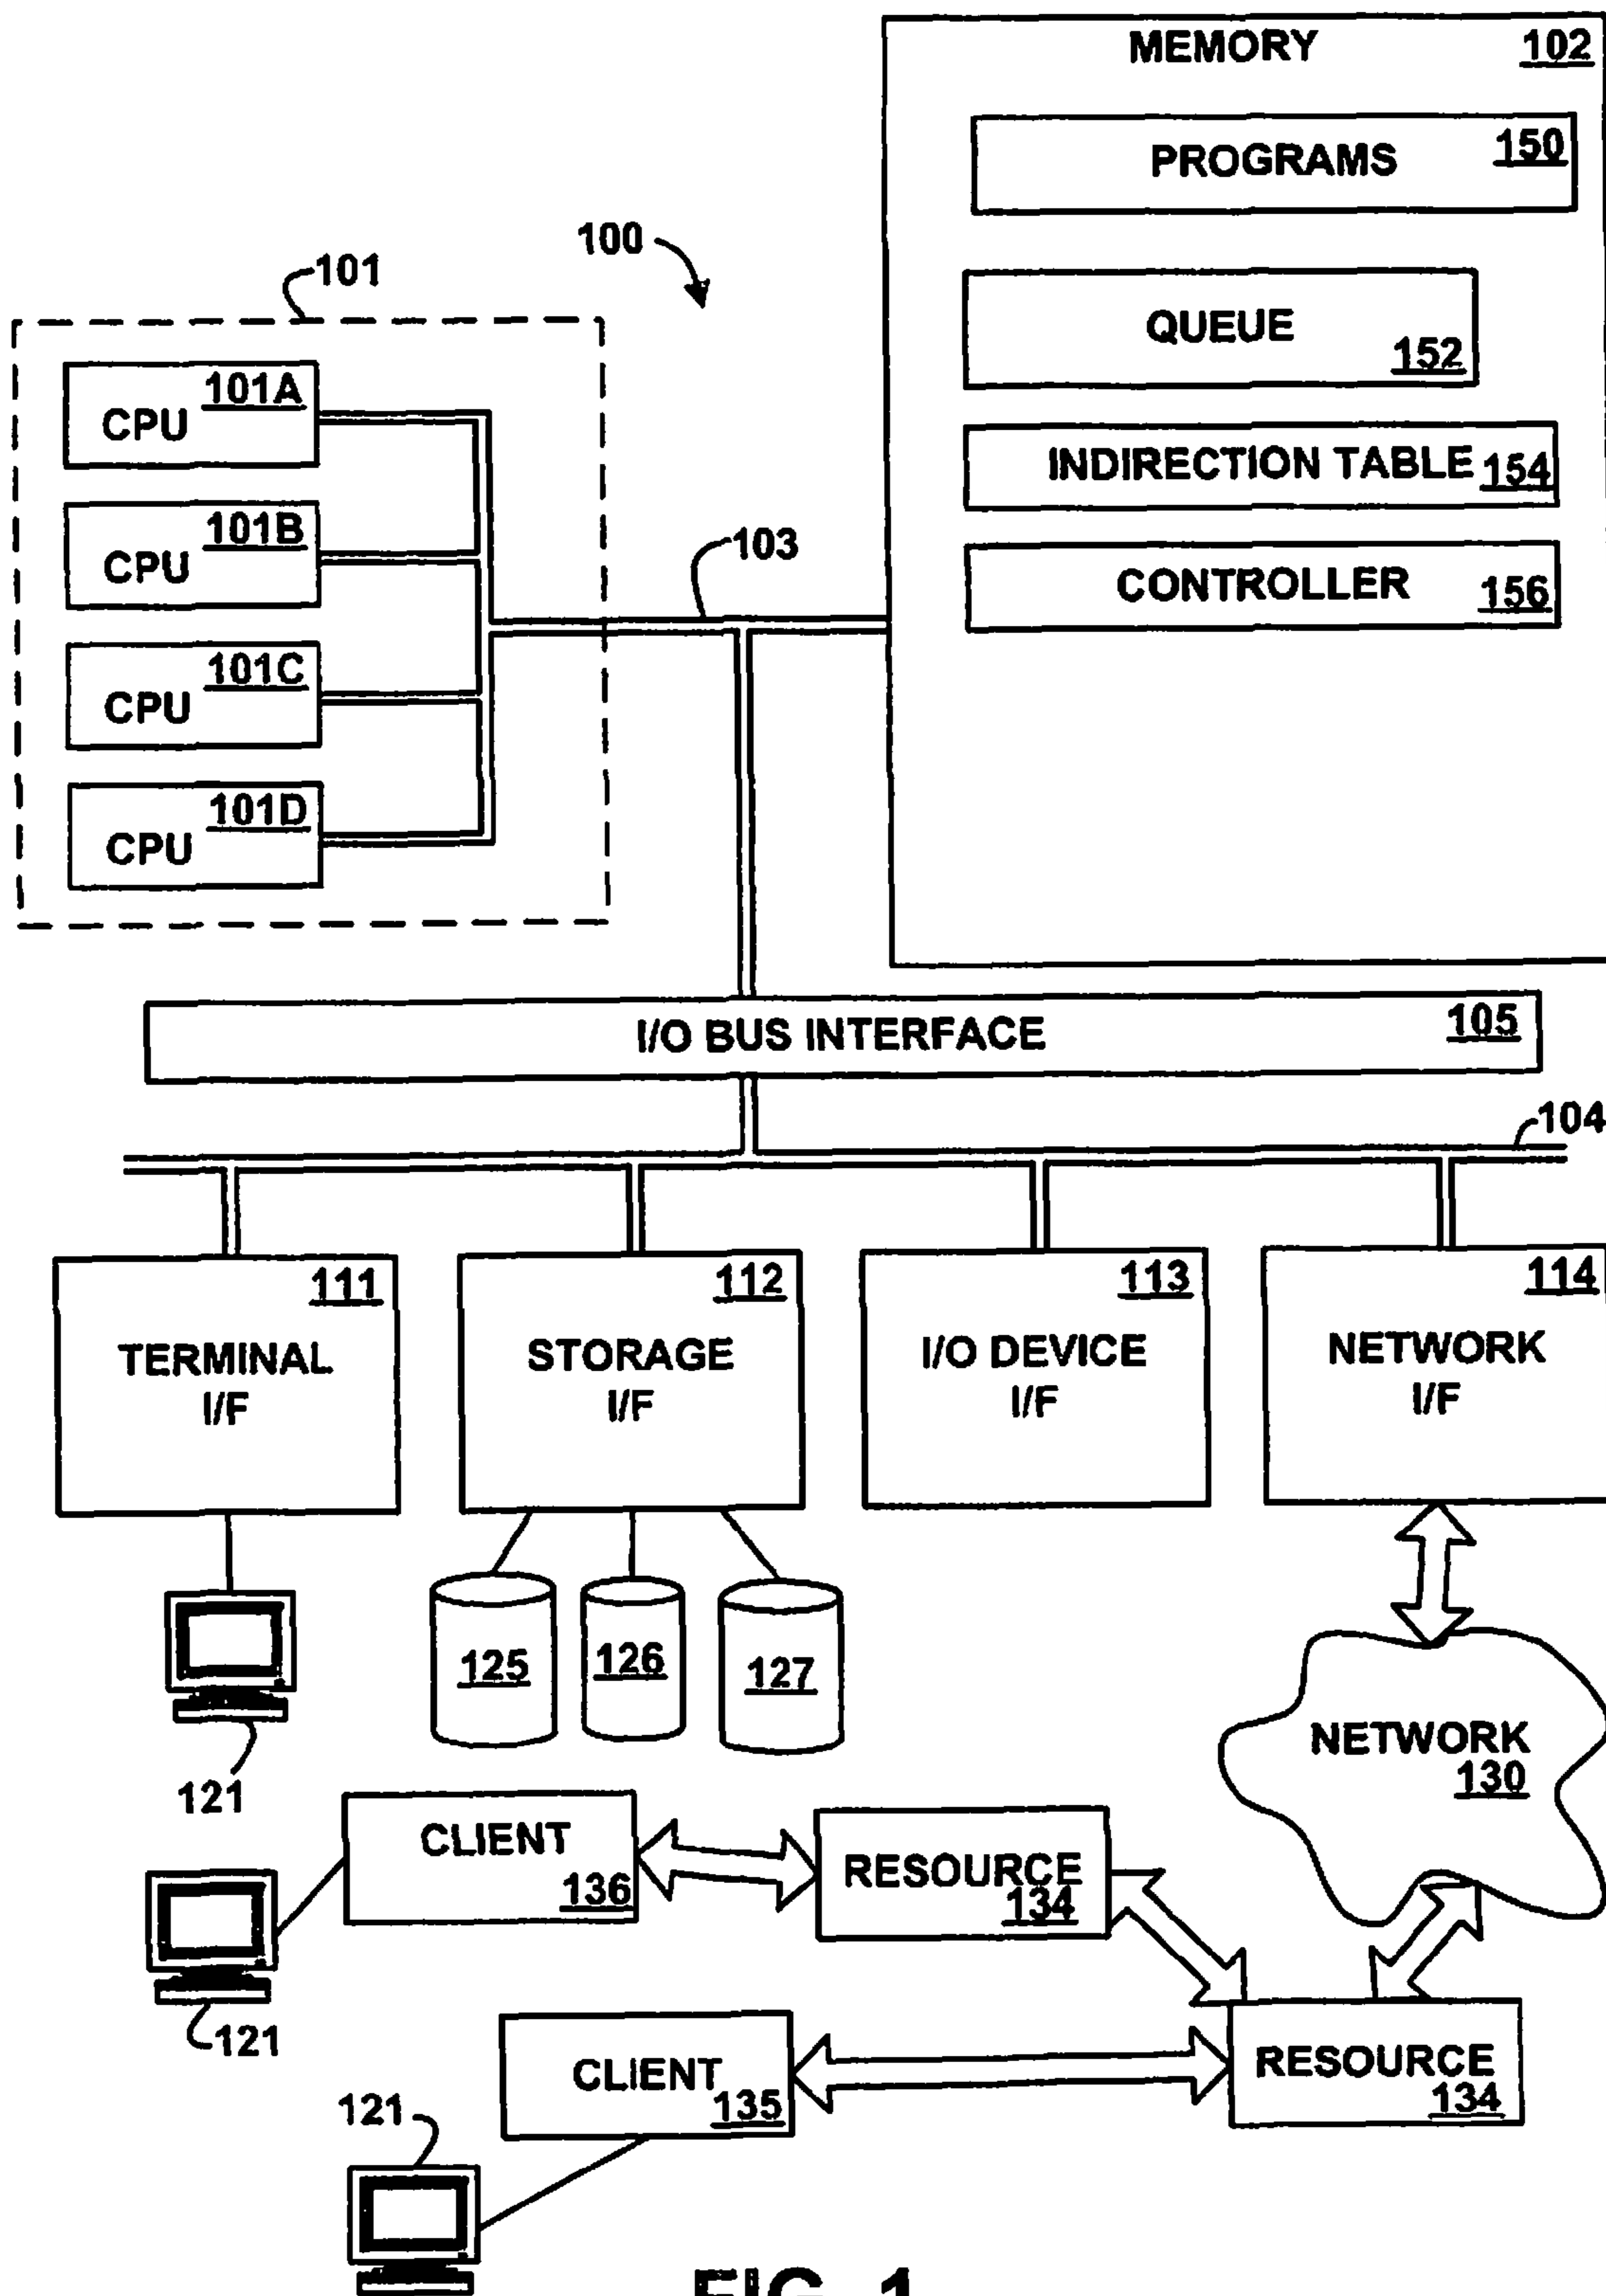 MEMORY 102
PROGRAMS 150
100
QUEUE 152
101
INDIRECTION TABLE 154
CONTROLLER 156
CPU 101A
CPU 101B
CPU 101C
CPU 101D
103
I/O BUS INTERFACE 105
104
111
TERMINAL
I/F
112
STORAGE
I/F
113
I/O DEVICE
I/F
114
NETWORK
I/F
125
126
127
121
NETWORK
130
CLIENT
136
RESOURCE
134
121
CLIENT
135
RESOURCE
134
121
FIG. 1